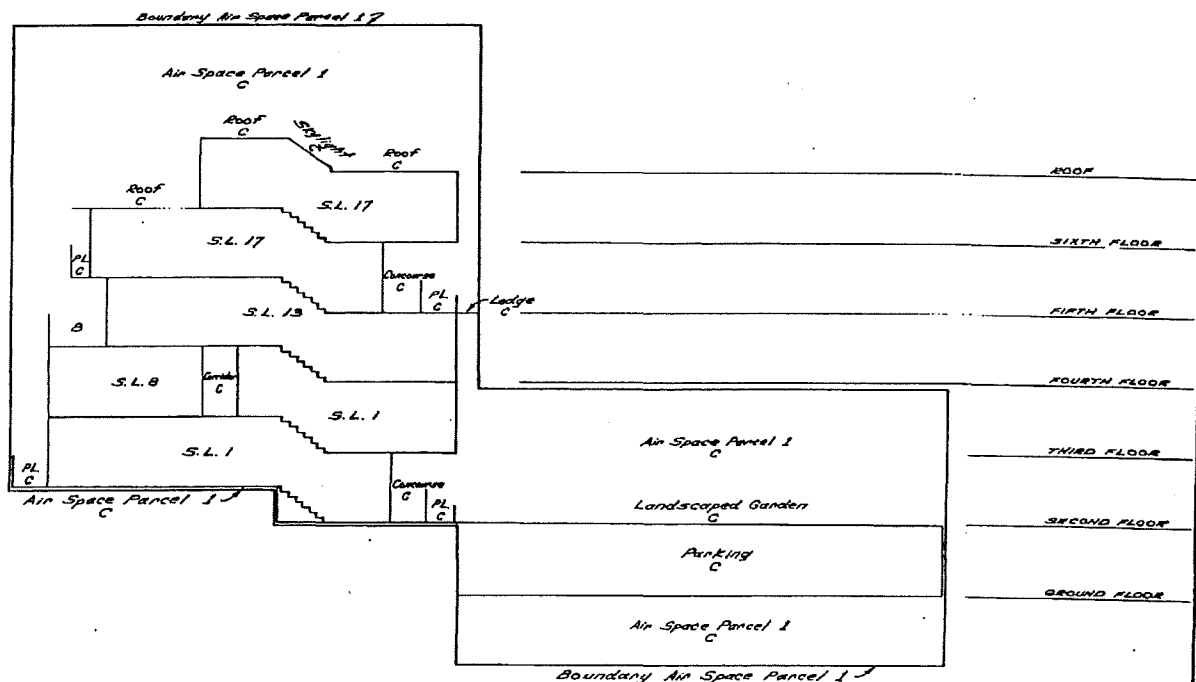 Boundary Air Space Parcel 1
Air Space Parcel 1
C
Roof
C
Skylight
Roof
C
ROOF
Roof
C
S.L. 17
S.L. 17
SIXTH FLOOR
PL
C
Concourse
C
PL
C
Ledge
C
S.L. 13
FIFTH FLOOR
B
S.L. 8
Corridor
C
FOURTH FLOOR
S.L. 1
Air Space Parcel 1
C
S.L. 1
THIRD FLOOR
PL
C
Concourse
C
PL
C
Air Space Parcel 1
C
Landscaped Garden
C
SECOND FLOOR
Parking
C
GROUND FLOOR
Air Space Parcel 1
C
Boundary Air Space Parcel 1